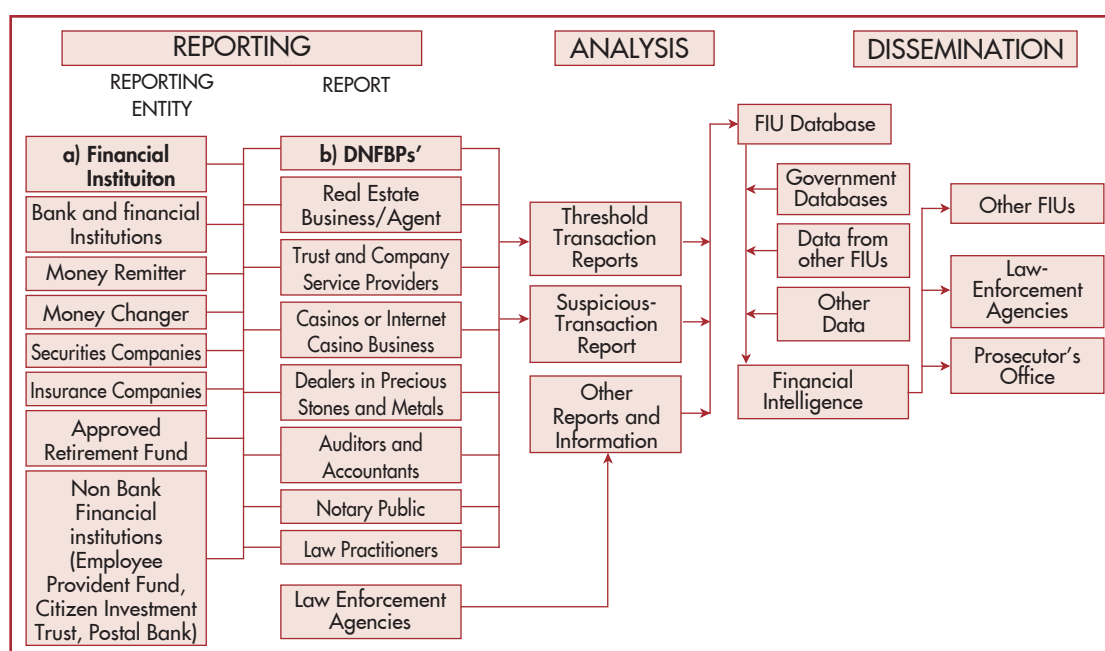 REPORTING
ANALYSIS
DISSEMINATION
REPORTING
ENTITY
REPORT
a) Financial
Instituiton
Bank and financial
Institutions
Money Remitter
Money Changer
Securities Companies
Insurance Companies
Approved
Retirement Fund
Non Bank
Financial
institutions
(Employee
Provident Fund,
Citizen Investment
Trust, Postal Bank)
b) DNFBPs'
Real Estate
Business/Agent
Trust and Company
Service Providers
Casinos or Internet
Casino Business
Dealers in Precious
Stones and Metals
Auditors and
Accountants
Notary Public
Law Practitioners
Law Enforcement
Agencies
Threshold
Transaction
Reports
Suspicious-
Transaction
Report
Other
Reports and
Information
FIU Database
Government
Databases
Data from
other FIUs
Other
Data
Financial
Intelligence
Other FIUs
Law-
Enforcement
Agencies
Prosecutor's
Office